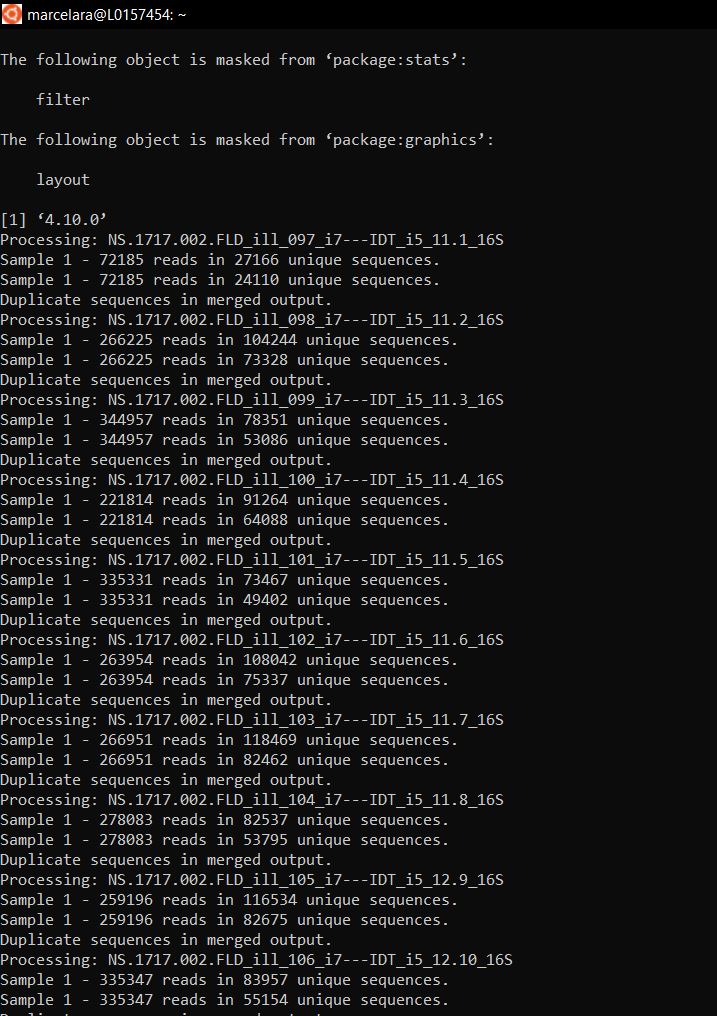 marcelara@L0157454: ~
The following object is masked from ‘package:stats’:
filter
The following object is masked from ‘package:graphics’:
layout
[1] ‘4.10.0’
Processing: NS.1717.002.FLD_ill_097_i7---IDT_i5_11.1_16S
Sample 1 - 72185 reads in 27166 unique sequences.
Sample 1 - 72185 reads in 24110 unique sequences.
Duplicate sequences in merged output.
Processing: NS.1717.002.FLD_ill_098_i7---IDT_i5_11.2_16S
Sample 1 - 266225 reads in 104244 unique sequences.
Sample 1 - 266225 reads in 73328 unique sequences.
Duplicate sequences in merged output.
Processing: NS.1717.002.FLD_ill_099_i7---IDT_i5_11.3_16S
Sample 1 - 344957 reads in 78351 unique sequences.
Sample 1 - 344957 reads in 53086 unique sequences.
Duplicate sequences in merged output.
Processing: NS.1717.002.FLD_ill_100_i7---IDT_i5_11.4_16S
Sample 1 - 221814 reads in 91264 unique sequences.
Sample 1 - 221814 reads in 64088 unique sequences.
Duplicate sequences in merged output.
Processing: NS.1717.002.FLD_ill_101_i7---IDT_i5_11.5_16S
Sample 1 - 335331 reads in 73467 unique sequences.
Sample 1 - 335331 reads in 49402 unique sequences.
Duplicate sequences in merged output.
Processing: NS.1717.002.FLD_ill_102_i7---IDT_i5_11.6_16S
Sample 1 - 263954 reads in 108042 unique sequences.
Sample 1 - 263954 reads in 75337 unique sequences.
Duplicate sequences in merged output.
Processing: NS.1717.002.FLD_ill_103_i7---IDT_i5_11.7_16S
Sample 1 - 266951 reads in 118469 unique sequences.
Sample 1 - 266951 reads in 82462 unique sequences.
Duplicate sequences in merged output.
Processing: NS.1717.002.FLD_ill_104_i7---IDT_i5_11.8_16S
Sample 1 - 278083 reads in 82537 unique sequences.
Sample 1 - 278083 reads in 53795 unique sequences.
Duplicate sequences in merged output.
Processing: NS.1717.002.FLD_ill_105_i7---IDT_i5_12.9_16S
Sample 1 - 259196 reads in 116534 unique sequences.
Sample 1 - 259196 reads in 82675 unique sequences.
Duplicate sequences in merged output.
Processing: NS.1717.002.FLD_ill_106_i7---IDT_i5_12.10_16S
Sample 1 - 335347 reads in 83957 unique sequences.
Sample 1 - 335347 reads in 55154 unique sequences.